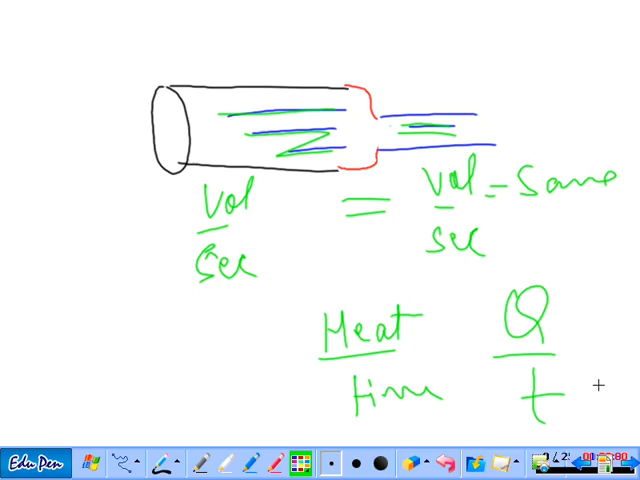 Vol = Vol = Same
sec sec
Heat Q
time t
Edu Pen